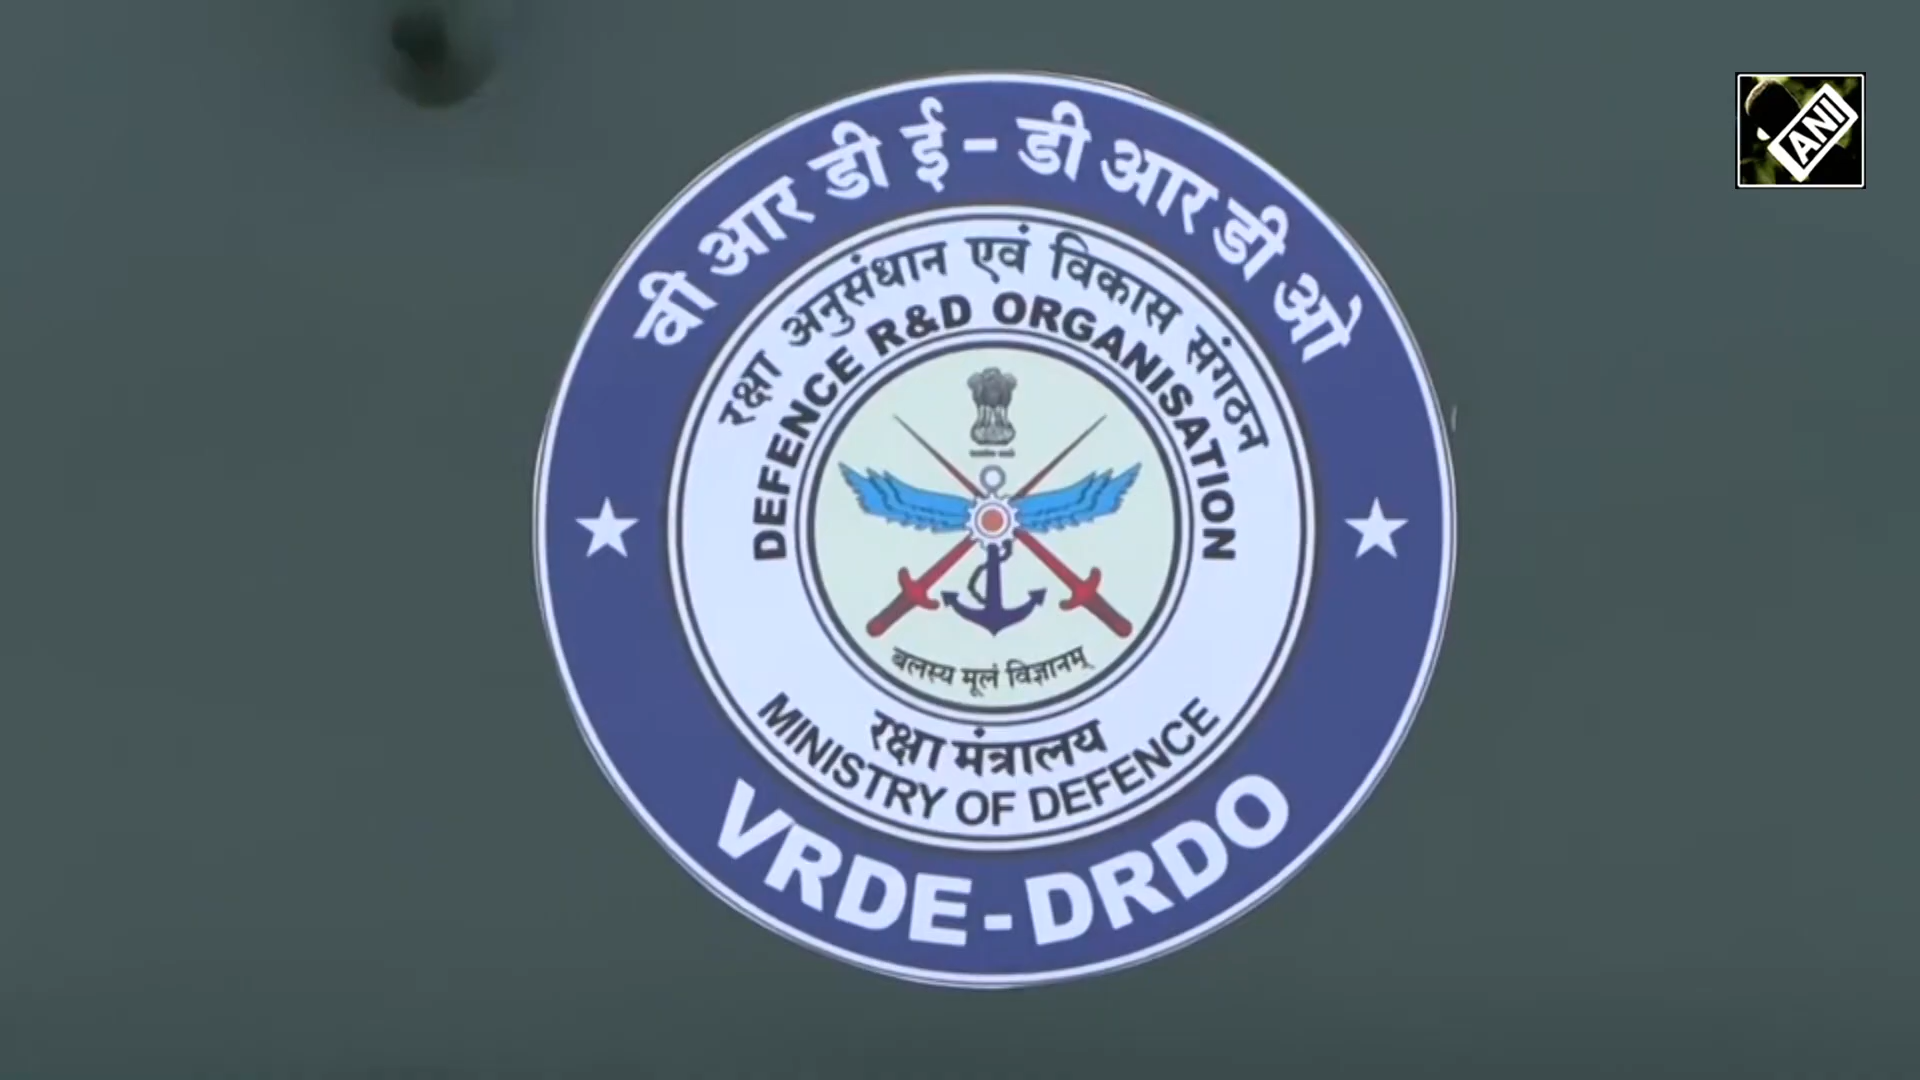 वी आर डी ई - डी आर डी ओ
रक्षा अनुसंधान एवं विकास संगठन
DEFENCE R&D ORGANISATION
बलस्य मूलं विज्ञानम्
रक्षा मंत्रालय
MINISTRY OF DEFENCE
VRDE - DRDO
ANI